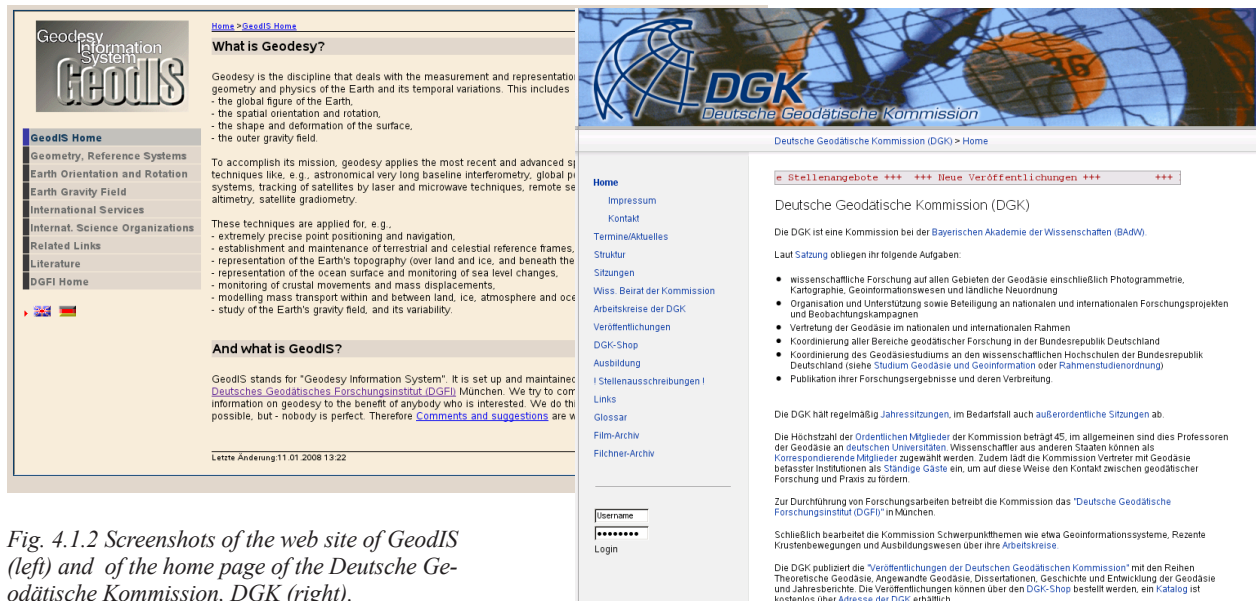 Geodesy
Information
System
GeodIS
GeodIS Home
Geometry, Reference Systems
Earth Orientation and Rotation
Earth Gravity Field
International Services
Internat. Science Organizations
Related Links
Literature
DGFI Home
Home >GeodIS Home
What is Geodesy?
Geodesy is the discipline that deals with the measurement and representation
geometry and physics of the Earth and its temporal variations. This includes
- the global figure of the Earth,
- the spatial orientation and rotation,
- the shape and deformation of the surface,
- the outer gravity field.
To accomplish its mission, geodesy applies the most recent and advanced
techniques like, e.g., astronomical very long baseline interferometry, global
systems, tracking of satellites by laser and microwave techniques, remote
altimetry, satellite gradiometry.
These techniques are applied for, e.g.,
- extremely precise point positioning and navigation,
- establishment and maintenance of terrestrial and celestial reference frames,
- representation of the Earth's topography (over land and ice, and beneath the
- representation of the ocean surface and monitoring of sea level changes,
- monitoring of crustal movements and mass displacements,
- modelling mass transport within and between land, ice, atmosphere and
- study of the Earth's gravity field, and its variability.
And what is GeodIS?
GeodIS stands for "Geodesy Information System". It is set up and maintained
Deutsches Geodätisches Forschungsinstitut (DGFI) München. We try to
information on geodesy to the benefit of anybody who is interested. We do
possible, but - nobody is perfect. Therefore Comments and suggestions are
Letzte Änderung:11.01.2008 13:22
Fig. 4.1.2 Screenshots of the web site of GeodIS
(left) and of the home page of the Deutsche Ge-
odätische Kommission, DGK (right).
DGK
Deutsche Geodätische Kommission
Deutsche Geodätische Kommission (DGK) > Home
Home
Impressum
Kontakt
Termine/Aktuelles
Struktur
Sitzungen
Wiss. Beirat der Kommission
Arbeitskreise der DGK
Veröffentlichungen
DGK-Shop
Ausbildung
! Stellenausschreibungen !
Links
Glossar
Film-Archiv
Filchner-Archiv
Username
Login
e Stellenangebote +++ +++ Neue Veröffentlichungen +++ +++
Deutsche Geodätische Kommission (DGK)
Die DGK ist eine Kommission bei der Bayerischen Akademie der Wissenschaften (BAdW).
Laut Satzung obliegen ihr folgende Aufgaben:
• wissenschaftliche Forschung auf allen Gebieten der Geodäsie einschließlich Photogrammetrie,
Kartographie, Geoinformationswesen und ländliche Neuordnung
• Organisation und Unterstützung sowie Beteiligung an nationalen und internationalen Forschungsprojekten
und Beobachtungskampagnen
• Vertretung der Geodäsie im nationalen und internationalen Rahmen
• Koordinierung aller Bereiche geodätischer Forschung in der Bundesrepublik Deutschland
• Koordinierung des Geodäsiestudiums an den wissenschaftlichen Hochschulen der Bundesrepublik
Deutschland (siehe Studium Geodäsie und Geoinformation oder Rahmenstudienordnung)
• Publikation ihrer Forschungsergebnisse und deren Verbreitung.
Die DGK hält regelmäßig Jahressitzungen, im Bedarfsfall auch außerordentliche Sitzungen ab.
Die Höchstzahl der Ordentlichen Mitglieder der Kommission beträgt 45, im allgemeinen sind dies Professoren
der Geodäsie an deutschen Universitäten. Wissenschaftler aus anderen Staaten können als
Korrespondierende Mitglieder zugewählt werden. Zudem lädt die Kommission Vertreter mit Geodäsie
befasster Institutionen als Ständige Gäste ein, um auf diese Weise den Kontakt zwischen geodätischer
Forschung und Praxis zu fördern.
Zur Durchführung von Forschungsarbeiten betreibt die Kommission das "Deutsche Geodätische
Forschungsinstitut (DGFI)" in München.
Schließlich bearbeitet die Kommission Schwerpunktthemen wie etwa Geoinformationssysteme, Rezente
Krustenbewegungen und Ausbildungswesen über ihre Arbeitskreise.
Die DGK publiziert die "Veröffentlichungen der Deutschen Geodätischen Kommission" mit den Reihen
Theoretische Geodäsie, Angewandte Geodäsie, Dissertationen, Geschichte und Entwicklung der Geodäsie
und Jahresberichte. Die Veröffentlichungen können über den DGK-Shop bestellt werden, ein Katalog ist
kostenlos über Adresse der DGK erhältlich.